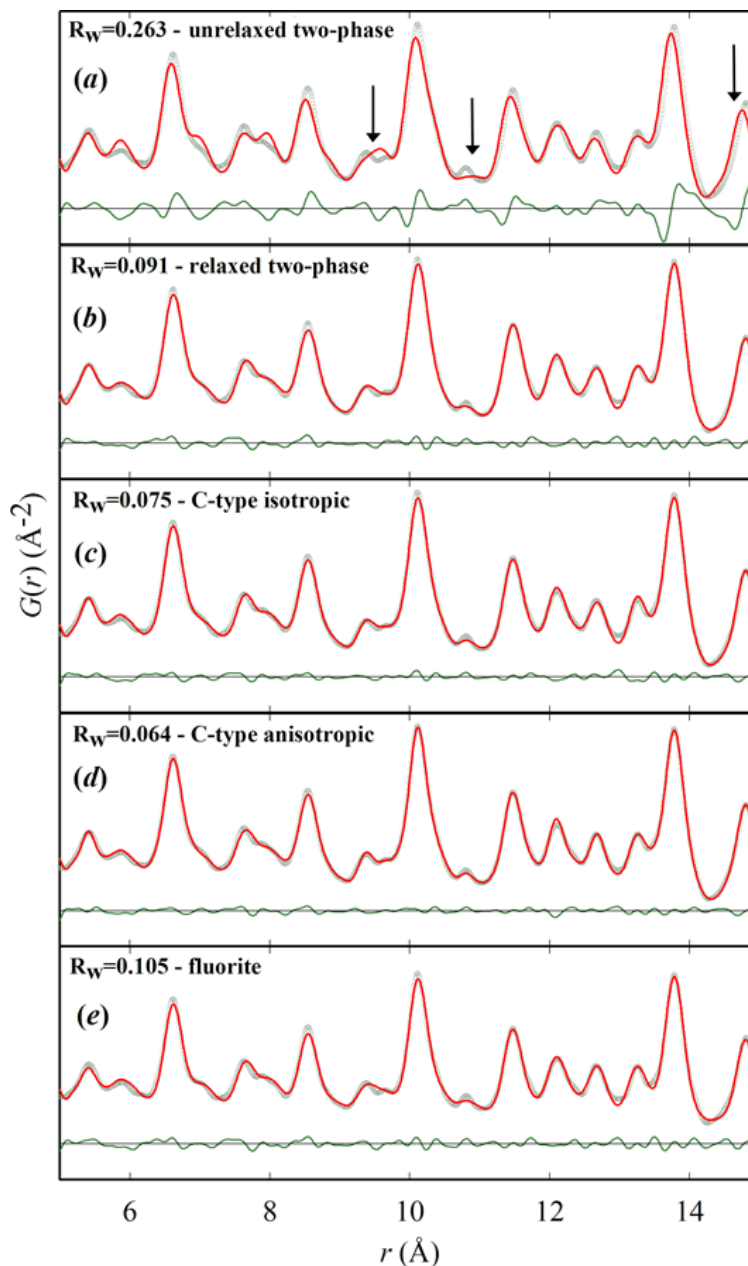 Rw=0.263 - unrelaxed two-phase
(a)
Rw=0.091 - relaxed two-phase
(b)
Rw=0.075 - C-type isotropic
(c)
Rw=0.064 - C-type anisotropic
(d)
Rw=0.105 - fluorite
(e)
G(r) (Å-2)
6 8 10 12 14
r (Å)